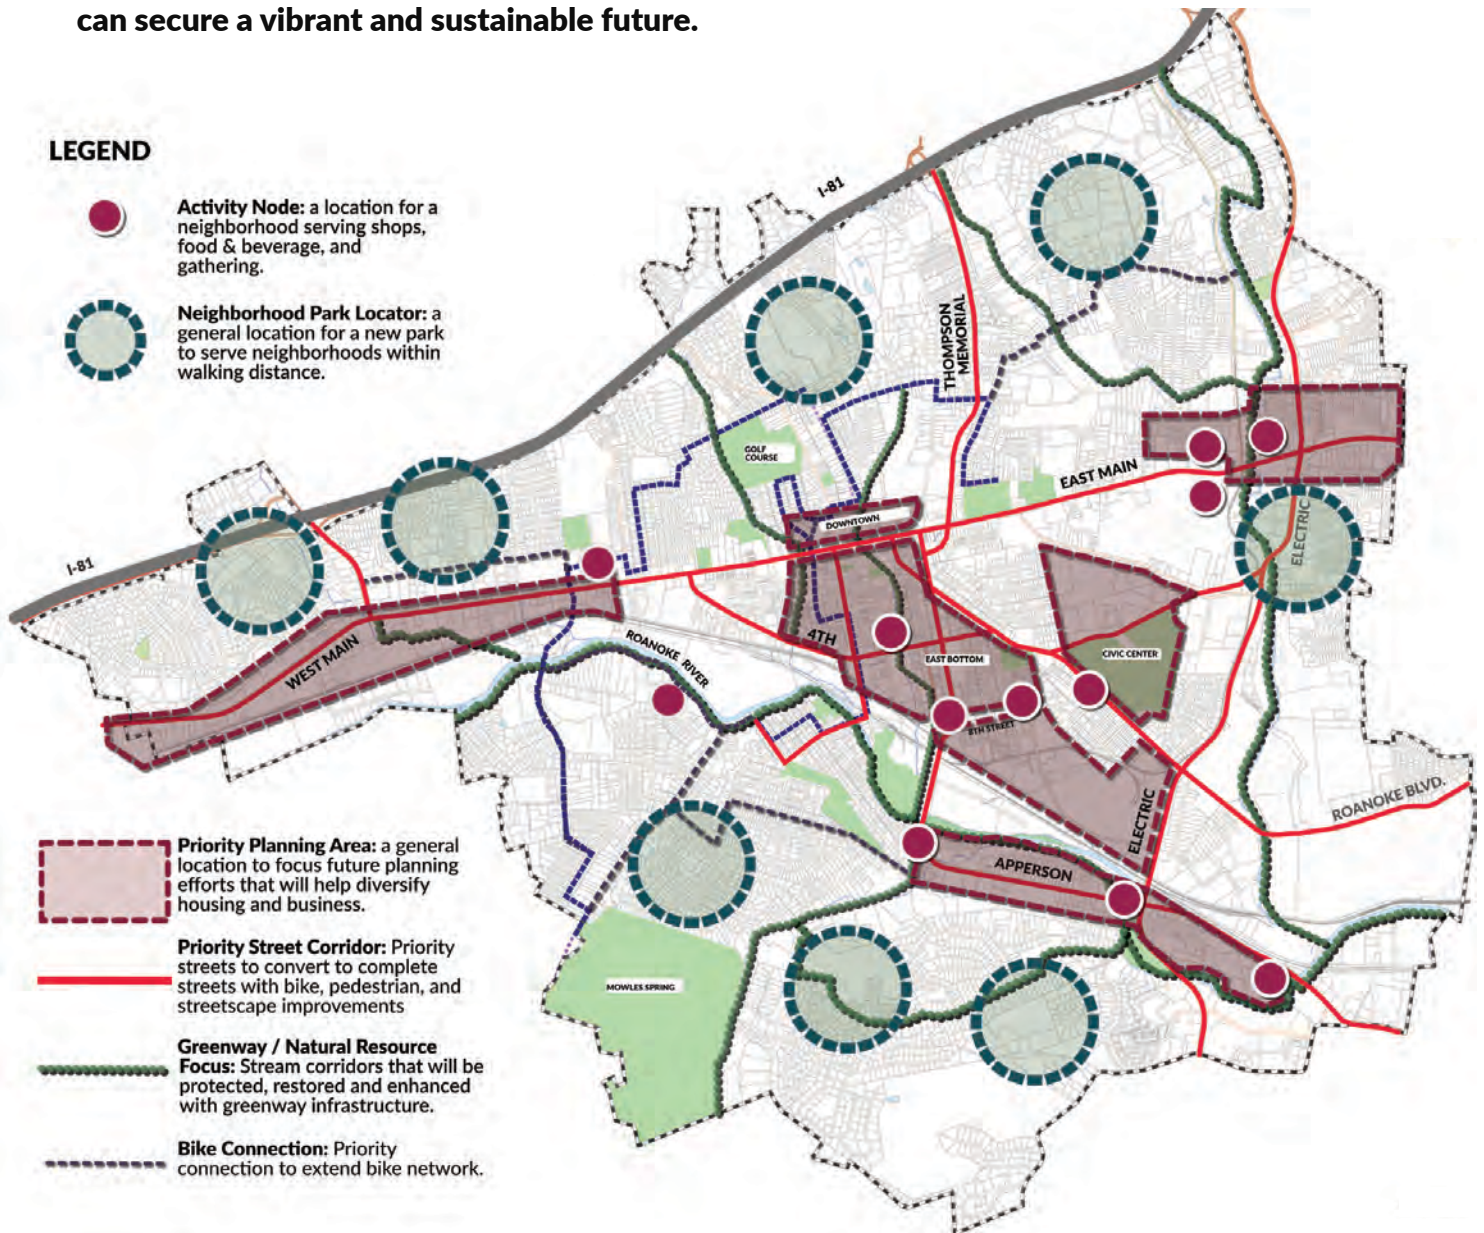 can secure a vibrant and sustainable future.
LEGEND
Activity Node: a location for a
neighborhood serving shops,
food & beverage, and
gathering.
Neighborhood Park Locator: a
general location for a new park
to serve neighborhoods within
walking distance.
I-81
THOMPSON
MEMORIAL
GOLF
COURSE
EAST MAIN
DOWNTOWN
ELECTRIC
I-81
WEST MAIN
ROANOKE RIVER
4TH
EAST BOTTOM
CIVIC CENTER
8TH STREET
ELECTRIC
ROANOKE BLVD.
APPERSON
MOWLES SPRING
Priority Planning Area: a general
location to focus future planning
efforts that will help diversify
housing and business.
Priority Street Corridor: Priority
streets to convert to complete
streets with bike, pedestrian, and
streetscape improvements
Greenway / Natural Resource
Focus: Stream corridors that will be
protected, restored and enhanced
with greenway infrastructure.
Bike Connection: Priority
connection to extend bike network.